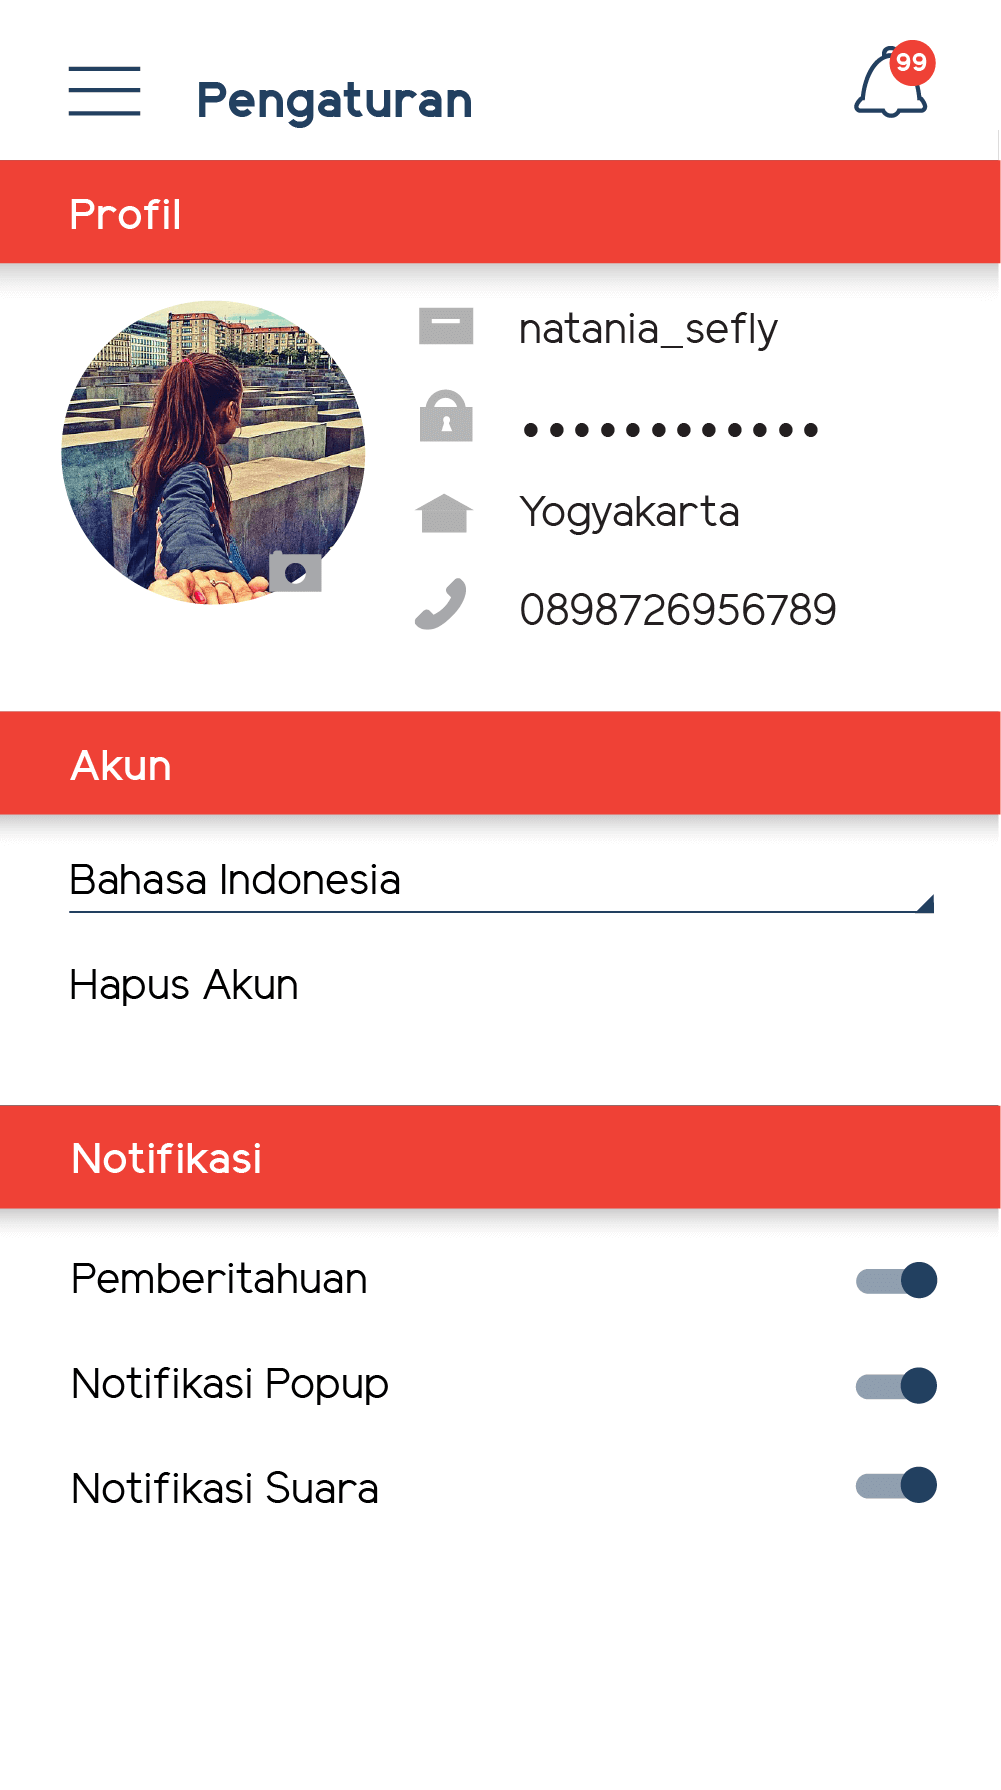 Pengaturan
99
Profil
natania_sefly
••••••••••••
Yogyakarta
0898726956789
Akun
Bahasa Indonesia
Hapus Akun
Notifikasi
Pemberitahuan
Notifikasi Popup
Notifikasi Suara